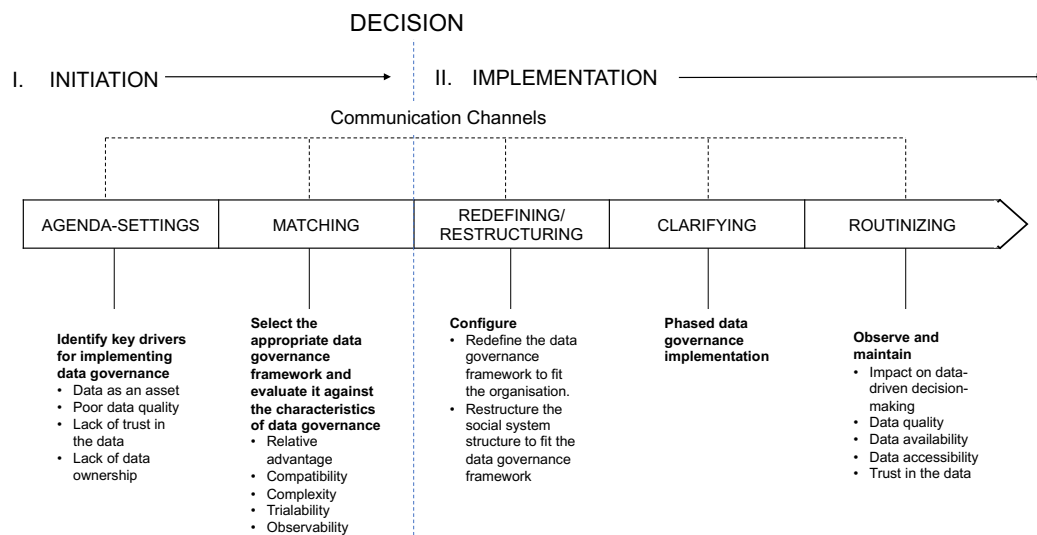 DECISION
I. INITIATION
II. IMPLEMENTATION
Communication Channels
AGENDA-SETTINGS
MATCHING
REDEFINING/
RESTRUCTURING
CLARIFYING
ROUTINIZING
Identify key drivers
for implementing
data governance
• Data as an asset
• Poor data quality
• Lack of trust in
the data
• Lack of data
ownership
Select the
appropriate data
governance
framework and
evaluate it against
the characteristics
of data governance
• Relative
advantage
• Compatibility
• Complexity
• Trialability
• Observability
Configure
• Redefine the data
governance
framework to fit
the organisation.
• Restructure the
social system
structure to fit the
data governance
framework
Phased data
governance
implementation
Observe and
maintain
• Impact on data-
driven decision-
making
• Data quality
• Data availability
• Data accessibility
• Trust in the data